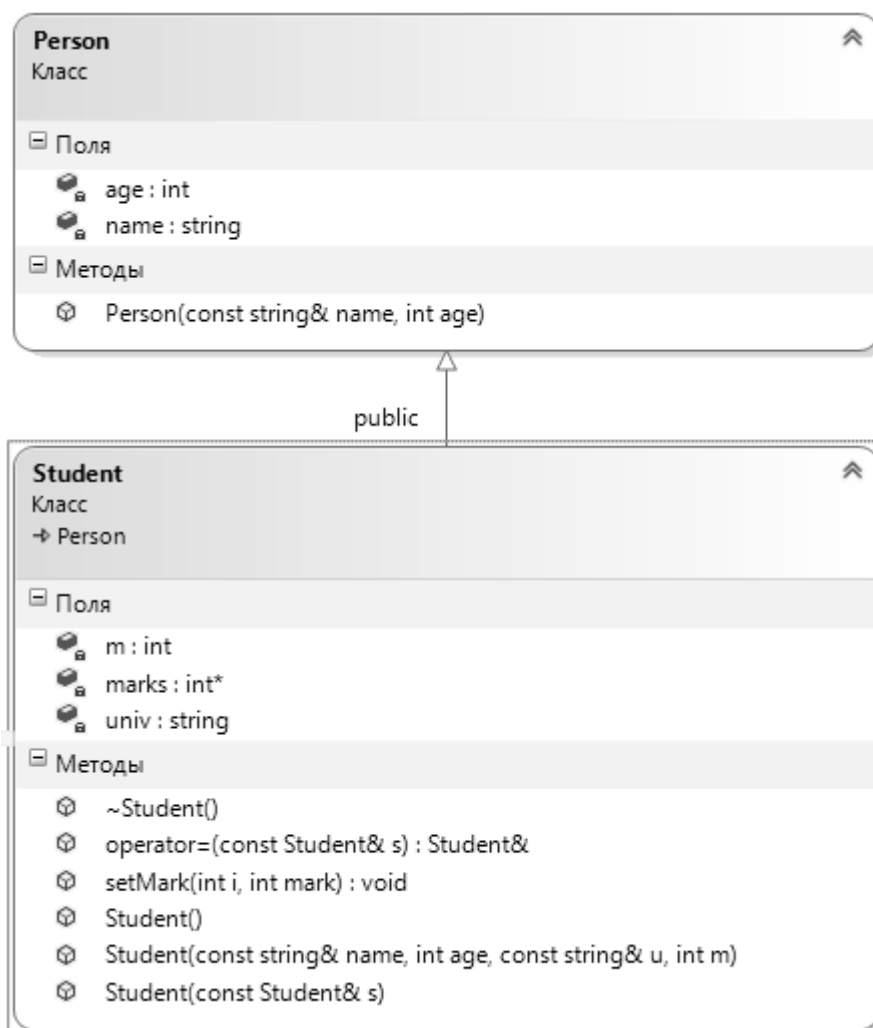 Person
Класс
Поля
age : int
name : string
Методы
Person(const string& name, int age)
public
Student
Класс
Person
Поля
m : int
marks : int*
univ : string
Методы
~Student()
operator=(const Student& s) : Student&
setMark(int i, int mark) : void
Student()
Student(const string& name, int age, const string& u, int m)
Student(const Student& s)